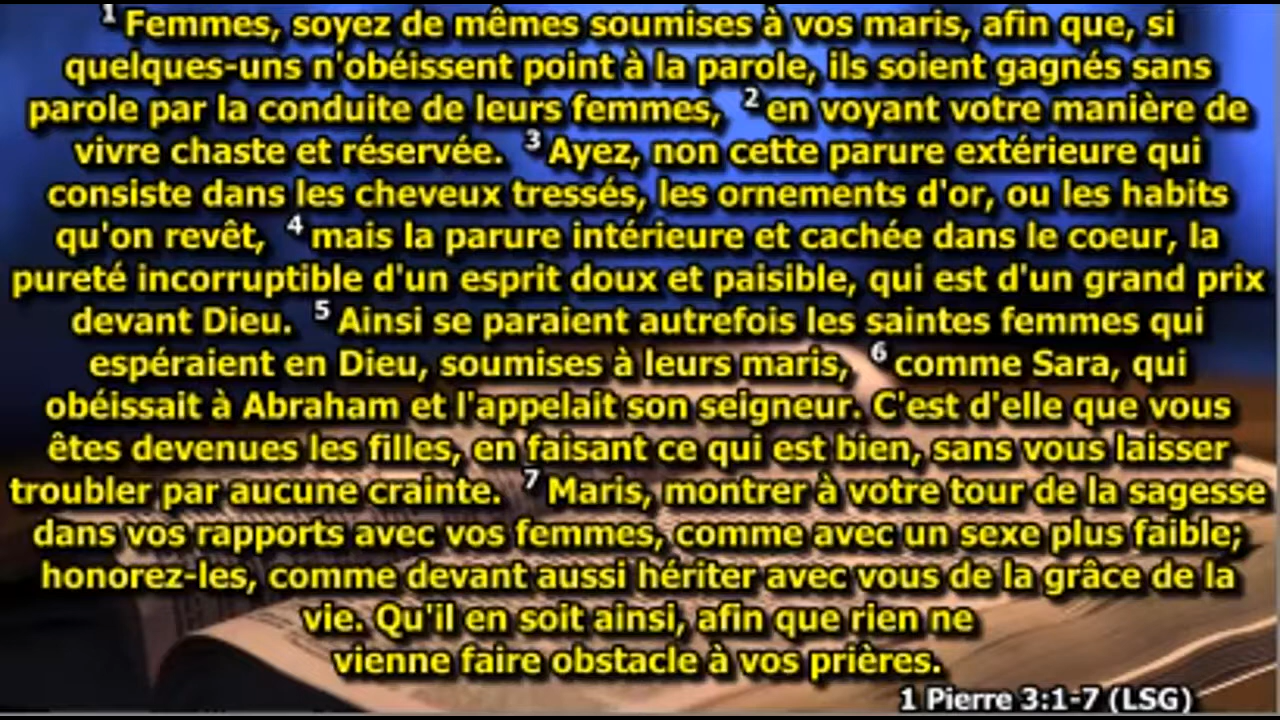 1 Femmes, soyez de mêmes soumises à vos maris, afin que, si
quelques-uns n'obéissent point à la parole, ils soient gagnés sans
parole par la conduite de leurs femmes, 2 en voyant votre manière de
vivre chaste et réservée. 3 Ayez, non cette parure extérieure qui
consiste dans les cheveux tressés, les ornements d'or, ou les habits
qu'on revêt, 4 mais la parure intérieure et cachée dans le coeur, la
pureté incorruptible d'un esprit doux et paisible, qui est d'un grand prix
devant Dieu. 5 Ainsi se paraient autrefois les saintes femmes qui
espéraient en Dieu, soumises à leurs maris, 6 comme Sara, qui
obéissait à Abraham et l'appelait son seigneur. C'est d'elle que vous
êtes devenues les filles, en faisant ce qui est bien, sans vous laisser
troubler par aucune crainte. 7 Maris, montrer à votre tour de la sagesse
dans vos rapports avec vos femmes, comme avec un sexe plus faible;
honorez-les, comme devant aussi hériter avec vous de la grâce de la
vie. Qu'il en soit ainsi, afin que rien ne
vienne faire obstacle à vos prières.
1 Pierre 3:1-7 (LSG)